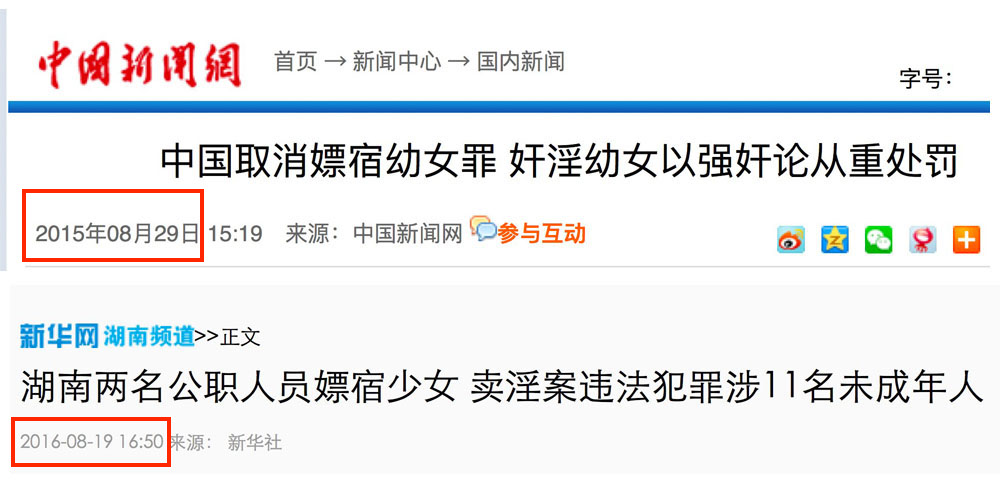 中国新闻网 首页 → 新闻中心 → 国内新闻
字号：
中国取消嫖宿幼女罪 奸淫幼女以强奸论从重处罚
2015年08月29日 15:19 来源：中国新闻网 参与互动
新华网 湖南频道>>正文
湖南两名公职人员嫖宿少女 卖淫案违法犯罪涉11名未成年人
2016-08-19 16:50 来源： 新华社